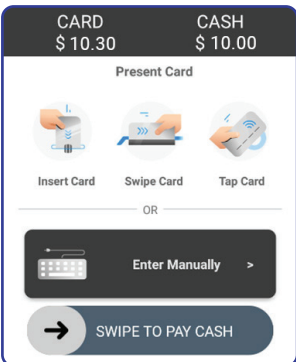 CARD CASH
$ 10.30 $ 10.00
Present Card
Insert Card Swipe Card Tap Card
OR
Enter Manually >
SWIPE TO PAY CASH